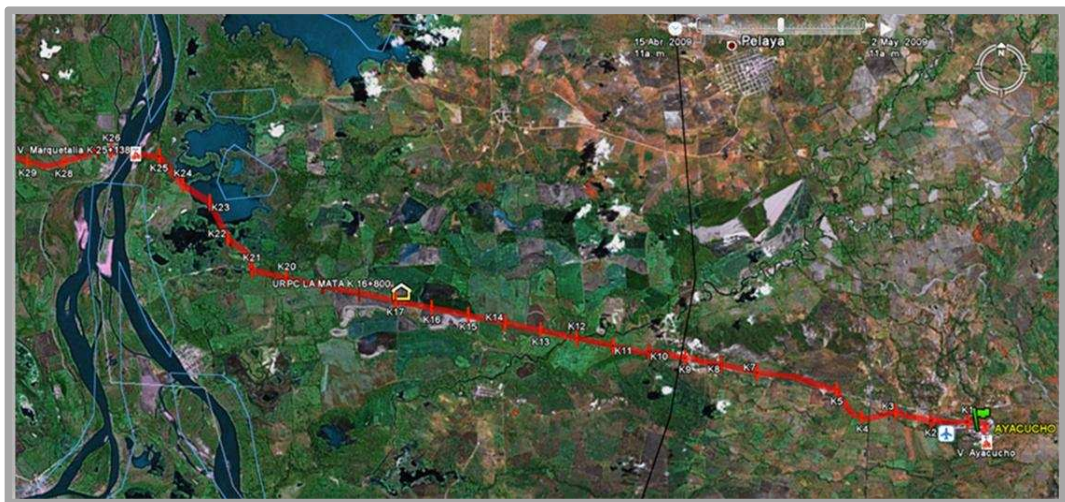 15 Abr 2009
11a m
Pelaya
2 May 2009
11a m
N
K26
V. Marquetalia K 25+138
K29
K28
K25
K24
K23
K22
K21
K20
URPC LA MATA K 16+800
K17
K16
K15
K14
K13
K12
K11
K10
K9
K8
K7
K5
K4
K3
K2
K1
AYACUCHO
V. Ayacucho